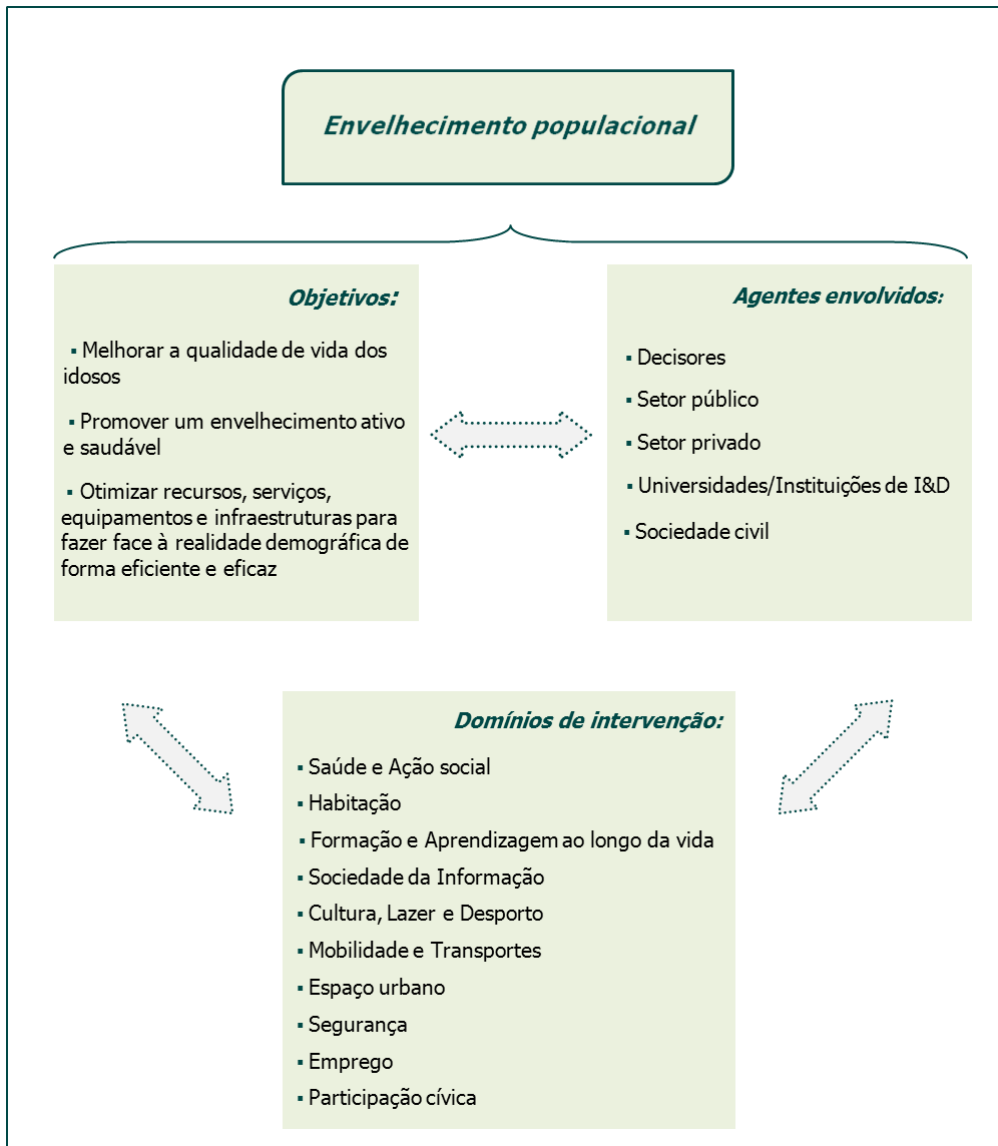 Envelhecimento populacional
Objetivos:
▪ Melhorar a qualidade de vida dos
idosos
▪ Promover um envelhecimento ativo
e saudável
▪ Otimizar recursos, serviços,
equipamentos e infraestruturas para
fazer face à realidade demográfica de
forma eficiente e eficaz
Agentes envolvidos:
▪ Decisores
▪ Setor público
▪ Setor privado
▪ Universidades/Instituições de I&D
▪ Sociedade civil
Domínios de intervenção:
▪ Saúde e Ação social
▪ Habitação
▪ Formação e Aprendizagem ao longo da vida
▪ Sociedade da Informação
▪ Cultura, Lazer e Desporto
▪ Mobilidade e Transportes
▪ Espaço urbano
▪ Segurança
▪ Emprego
▪ Participação cívica